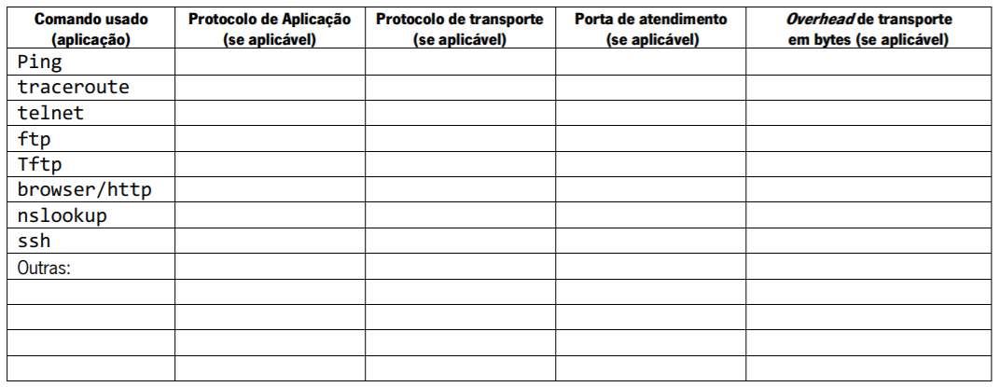 Comando usado Protocolo de Aplicação Protocolo de transporte Porta de atendimento Overhead de transporte
(aplicação) (se aplicável) (se aplicável) (se aplicável) em bytes (se aplicável)
Ping
traceroute
telnet
ftp
Tftp
browser/http
nslookup
ssh
Outras: